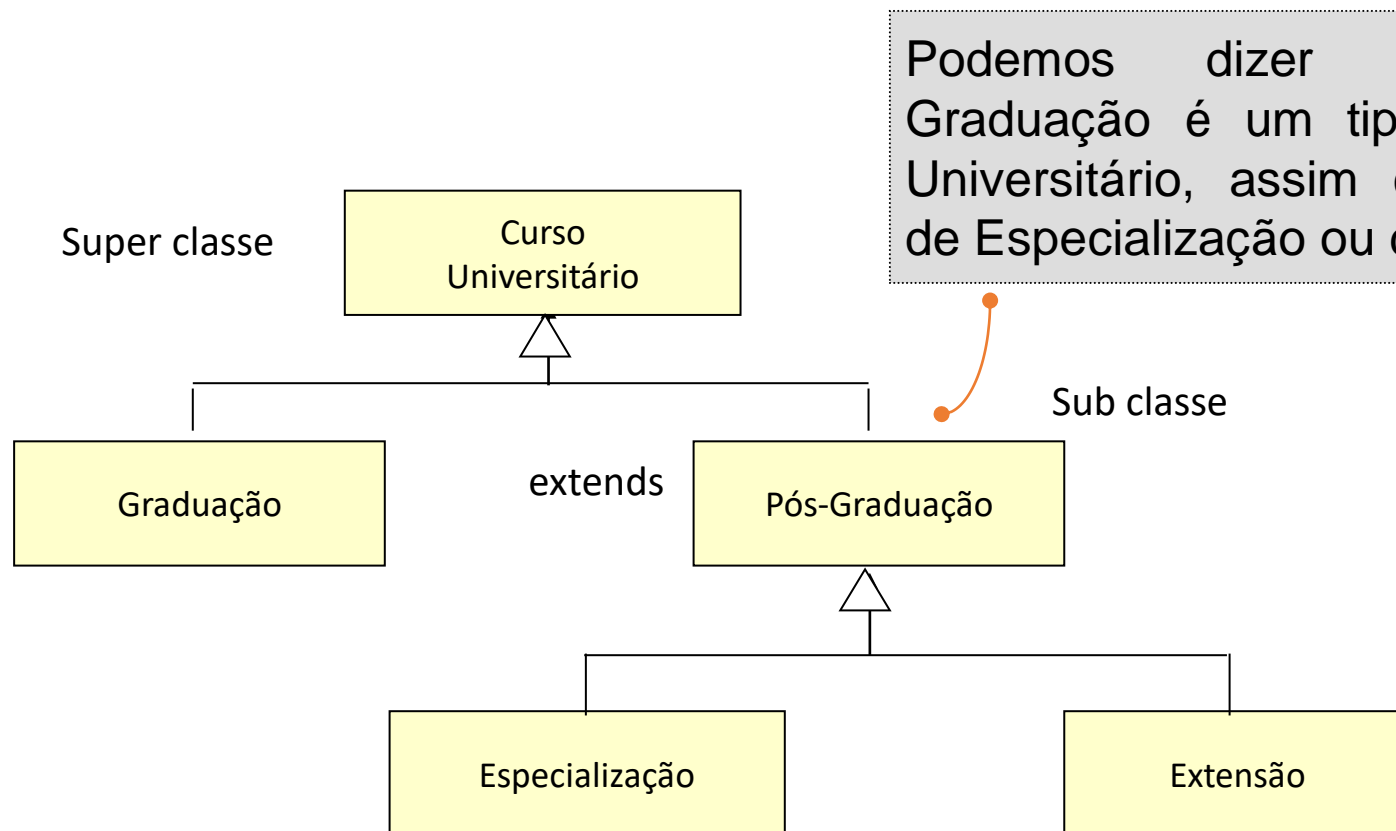 Podemos dizer
Graduação é um
Universitário, assim
de Especialização ou
Super classe
Curso
Universitário
Sub classe
Graduação
extends
Pós-Graduação
Especialização
Extensão